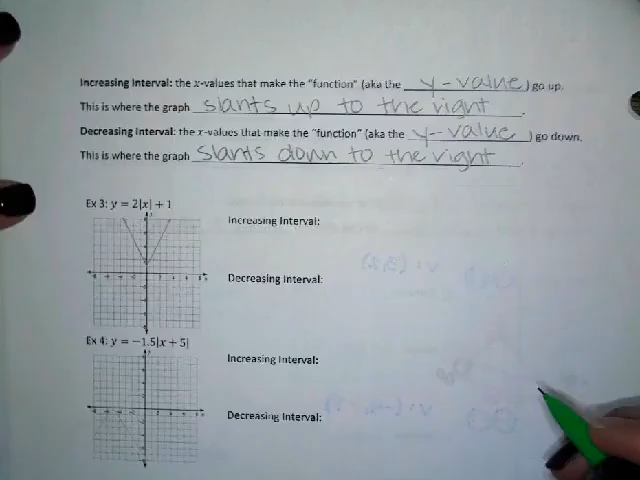 Increasing Interval: the x-values that make the "function" (aka the y-value) go up.
This is where the graph slants up to the right.
Decreasing Interval: the x-values that make the "function" (aka the y-value) go down.
This is where the graph slants down to the right.
Ex 3: y = 2|x| + 1
Increasing Interval:
Decreasing Interval:
Ex 4: y = −1.5|x + 5|
Increasing Interval:
Decreasing Interval: